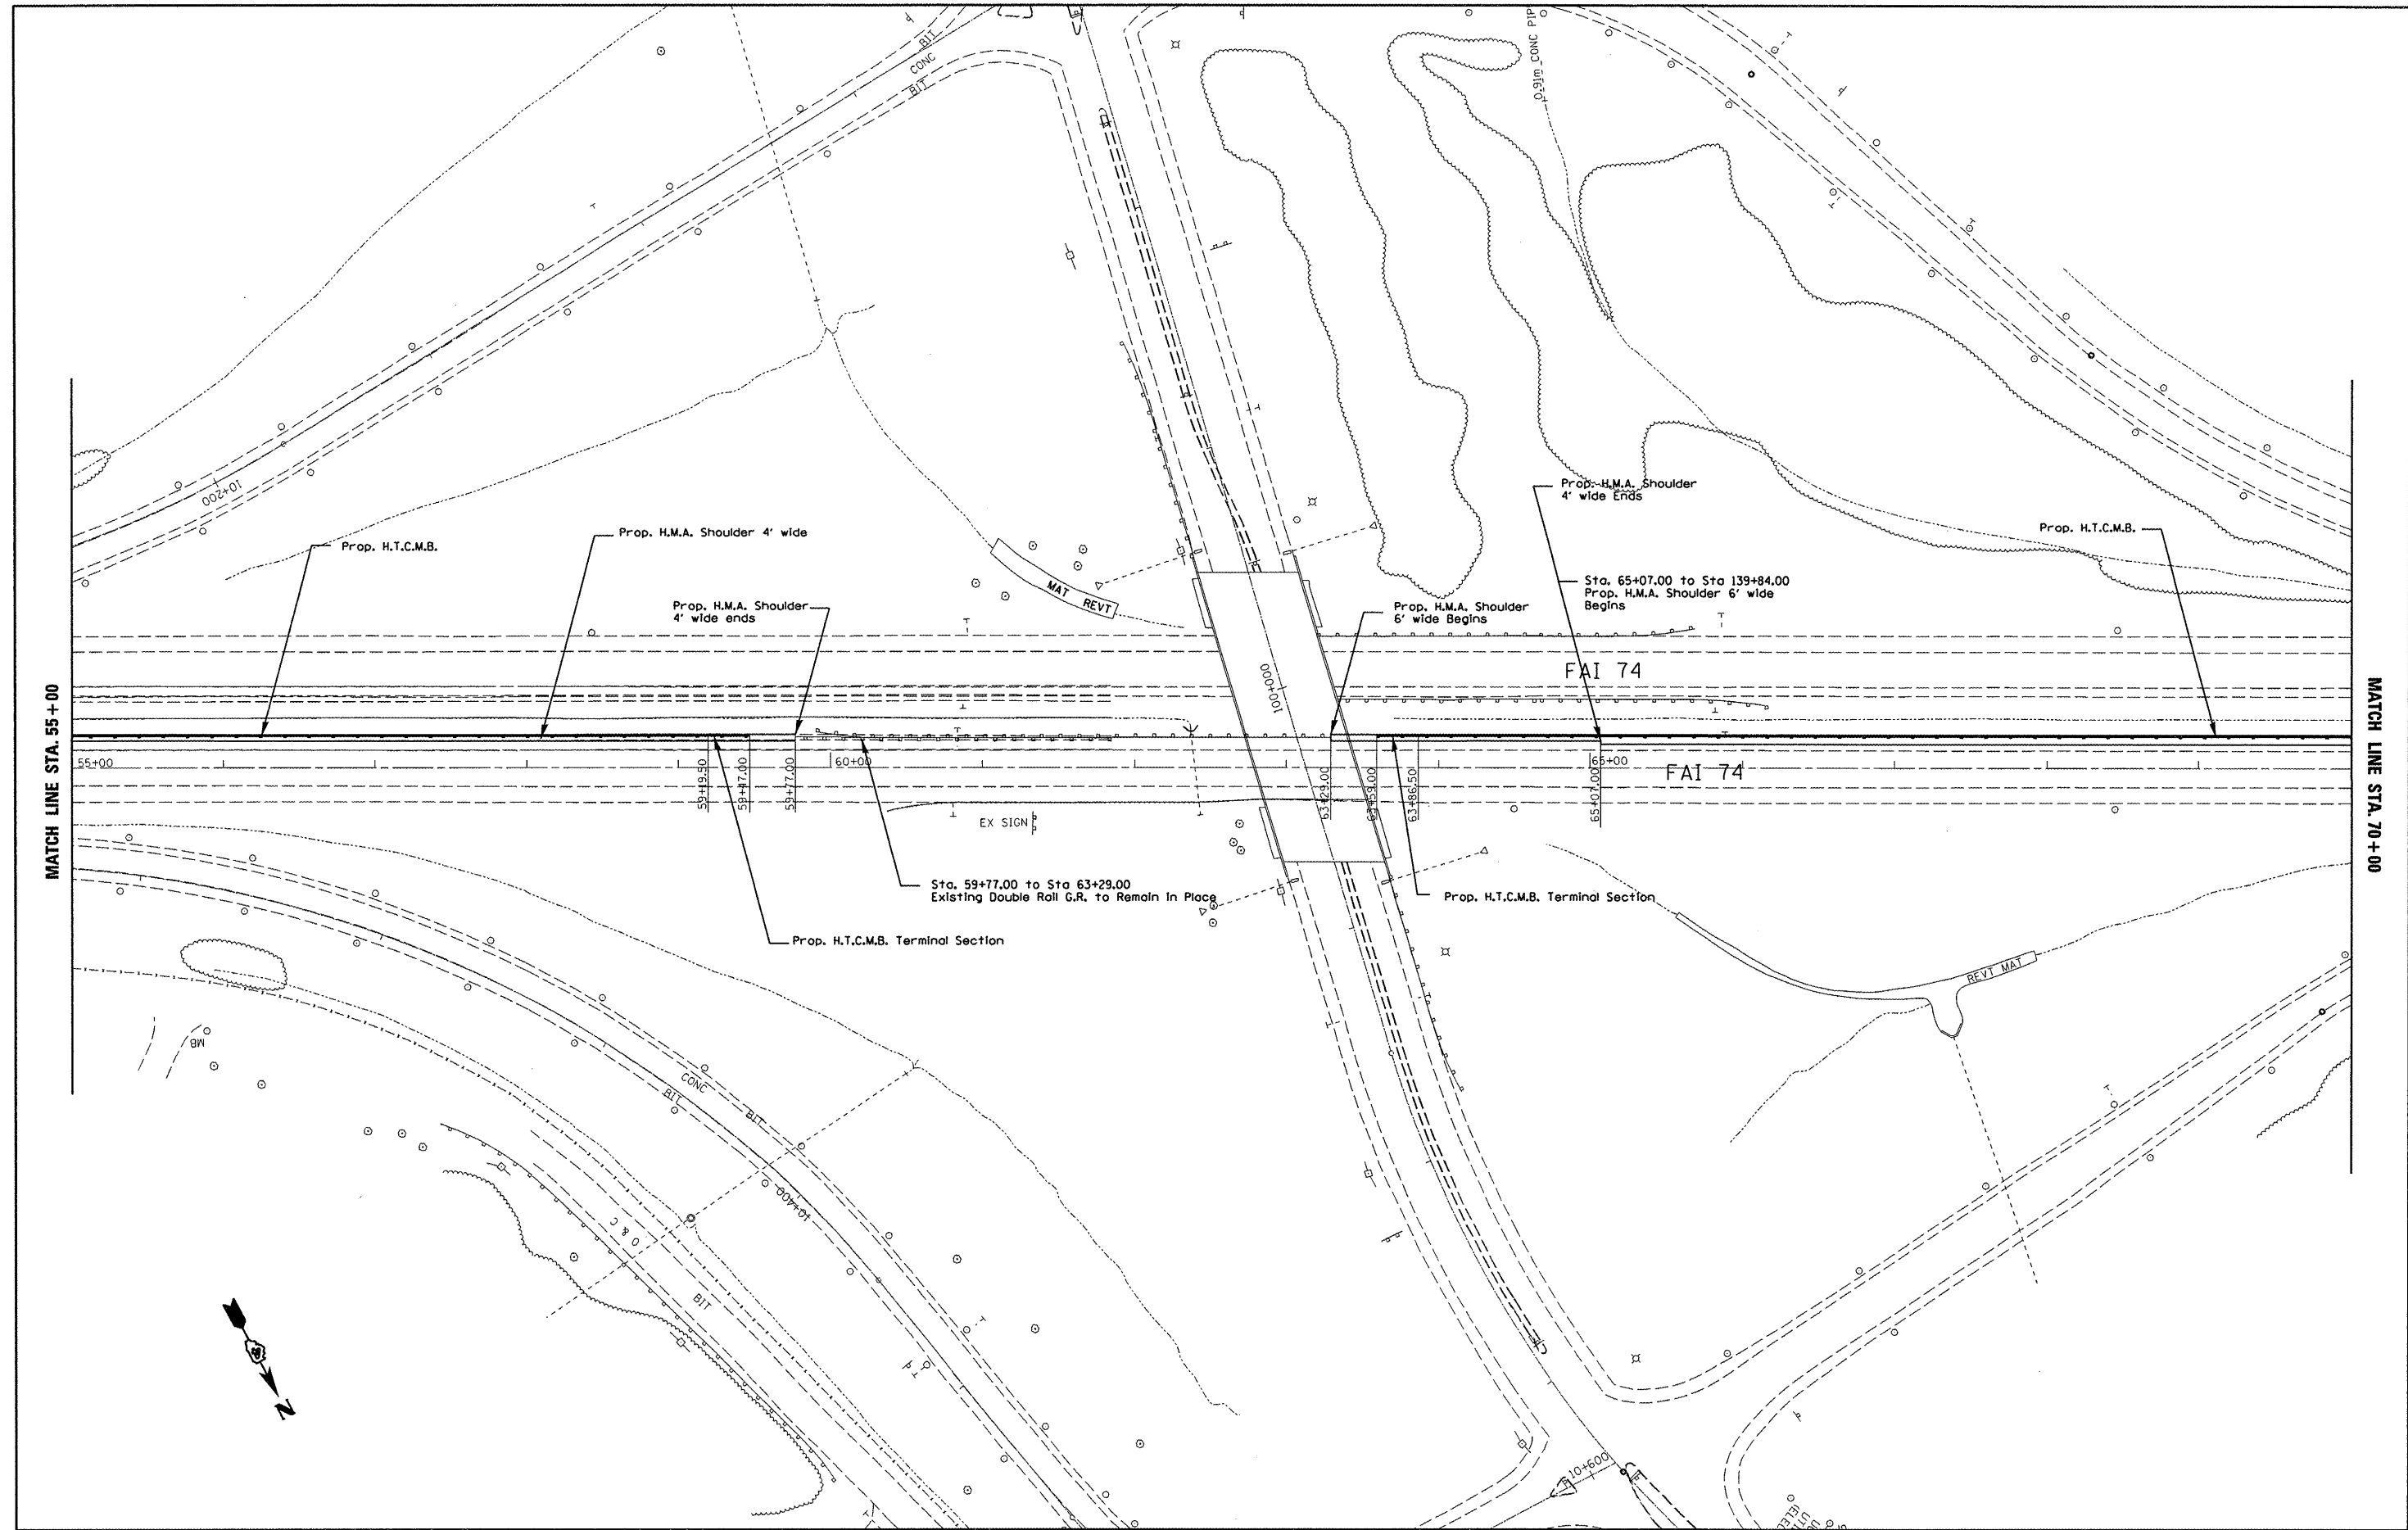 BIT
CONC
BIT
0.91m CONC PIP
10+200
Prop. H.T.C.M.B.
Prop. H.M.A. Shoulder 4' wide
Prop. H.M.A. Shoulder
4' wide ends
MAT REVT
Prop. H.M.A. Shoulder
4' wide Ends
Sta. 65+07.00 to Sta 139+84.00
Prop. H.M.A. Shoulder 6' wide
Begins
Prop. H.M.A. Shoulder
6' wide Begins
Prop. H.T.C.M.B.
FAI 74
10+000
MATCH LINE STA. 55+00
MATCH LINE STA. 70+00
55+00
59+19.50
59+47.00
59+77.00
60+00
63+29.00
63+59.00
63+86.50
65+07.00
65+00
FAI 74
EX SIGN
Sta. 59+77.00 to Sta 63+29.00
Existing Double Rail G.R. to Remain in Place
Prop. H.T.C.M.B. Terminal Section
Prop. H.T.C.M.B. Terminal Section
REVT MAT
MB
CONC
BIT
BIT
10+400
C & O
BIT
N
10+600